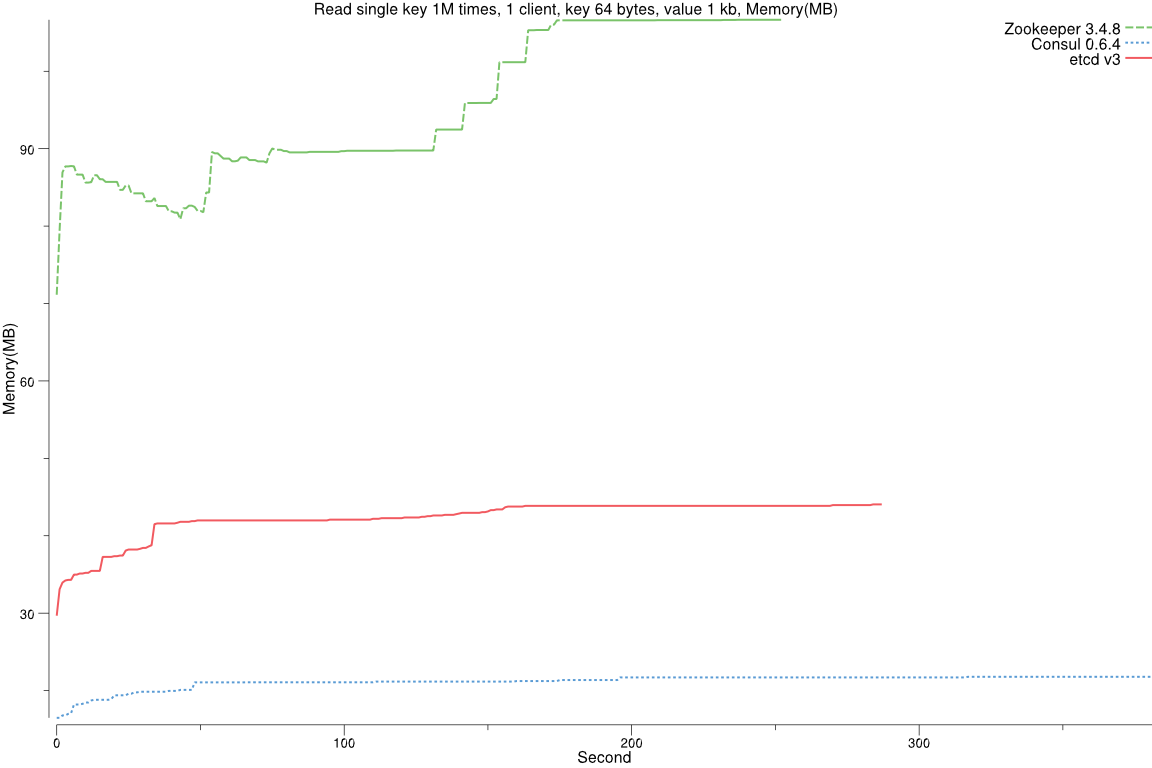 Read single key 1M times, 1 client, key 64 bytes, value 1 kb, Memory(MB)
Zookeeper 3.4.8
Consul 0.6.4
etcd v3
90
60
30
Memory(MB)
0
100
200
300
Second